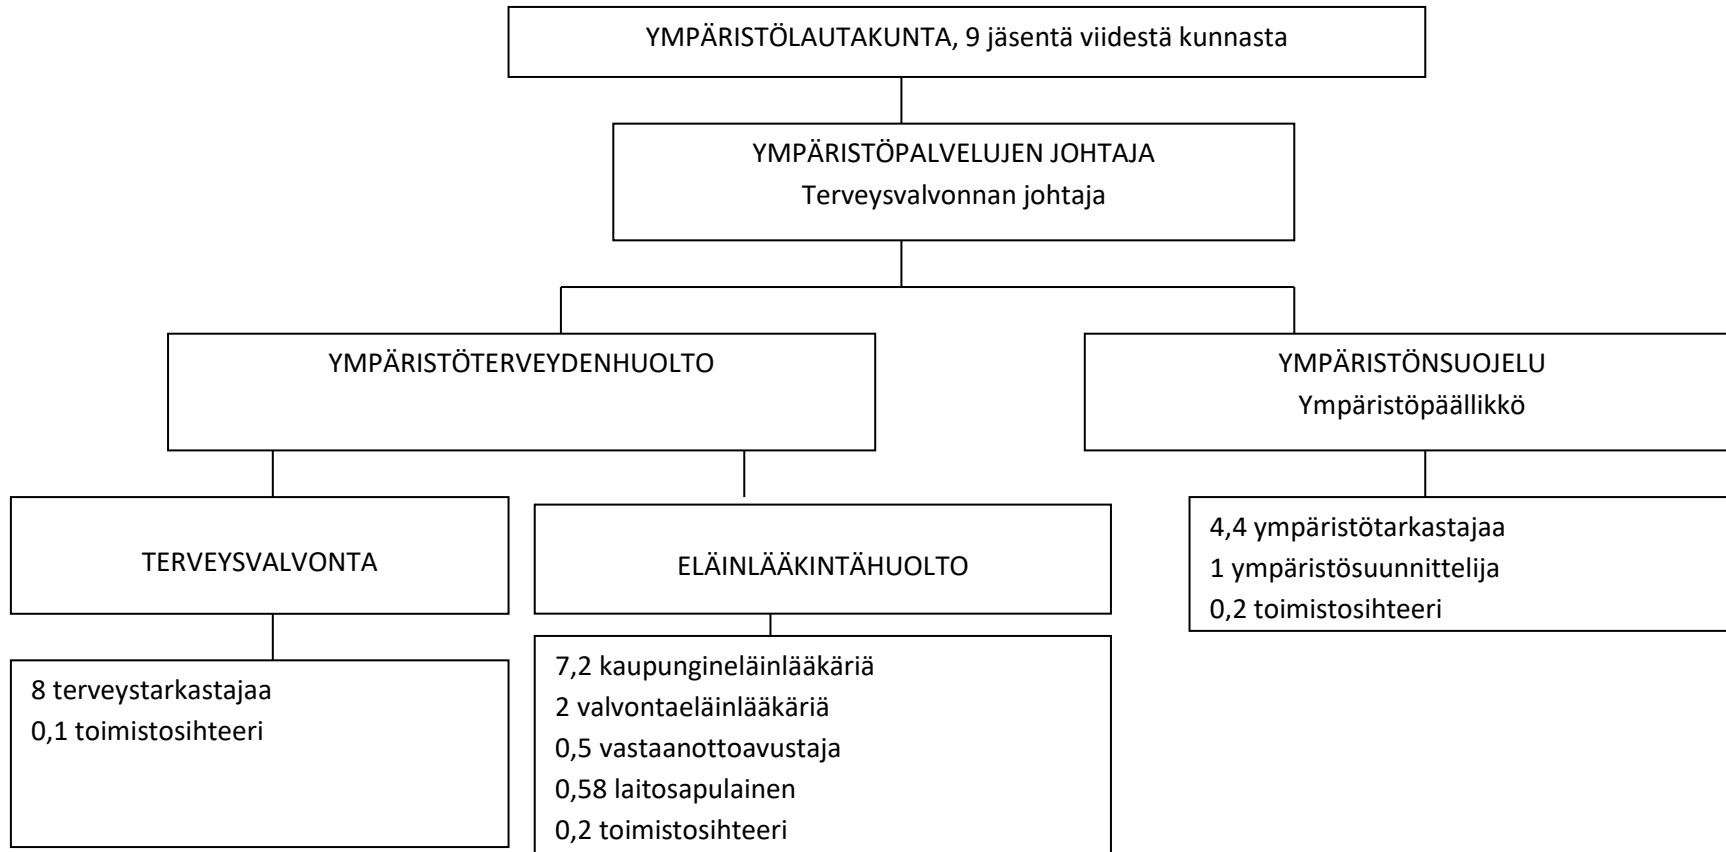 YMPÄRISTÖLAUTAKUNTA, 9 jäsentä viidestä kunnasta
YMPÄRISTÖPALVELUJEN JOHTAJA
Terveysvalvonnan johtaja
YMPÄRISTÖTERVEYDENHUOLTO
YMPÄRISTÖNSUOJELU
Ympäristöpäällikkö
TERVEYSVALVONTA
8 terveystarkastajaa
0,1 toimistosihteeri
ELÄINLÄÄKINTÄHUOLTO
7,2 kaupungineläinlääkäriä
2 valvontaeläinlääkäriä
0,5 vastaanottoavustaja
0,58 laitosapulainen
0,2 toimistosihteeri
4,4 ympäristötarkastajaa
1 ympäristösuunnittelija
0,2 toimistosihteeri